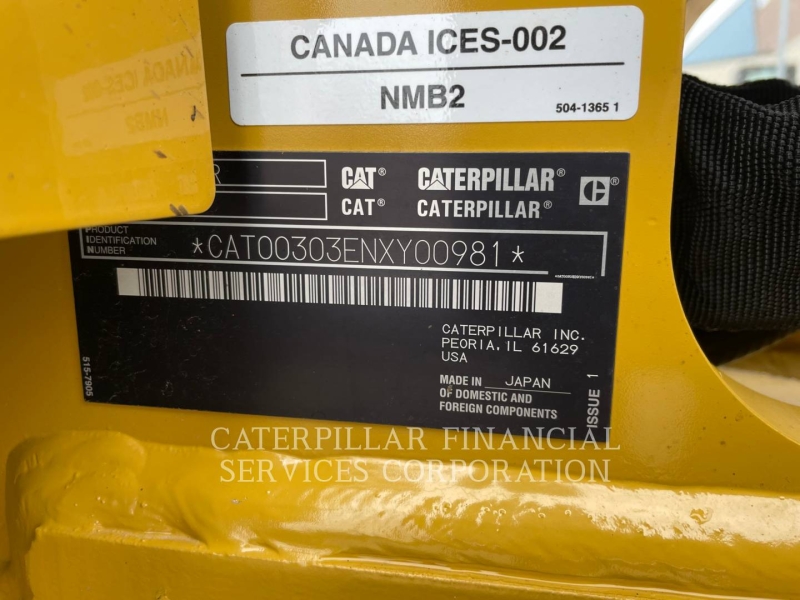 CANADA ICES-002
NMB2
504-1365 1
R
CAT® CATERPILLAR®
CAT® CATERPILLAR®
C®
PRODUCT
IDENTIFICATION
NUMBER
*CAT00303ENXY00981*
CATERPILLAR INC.
PEORIA, IL 61629
USA
MADE IN JAPAN
OF DOMESTIC AND
FOREIGN COMPONENTS
515-7905
ISSUE 1
CATERPILLAR FINANCIAL
SERVICES CORPORATION